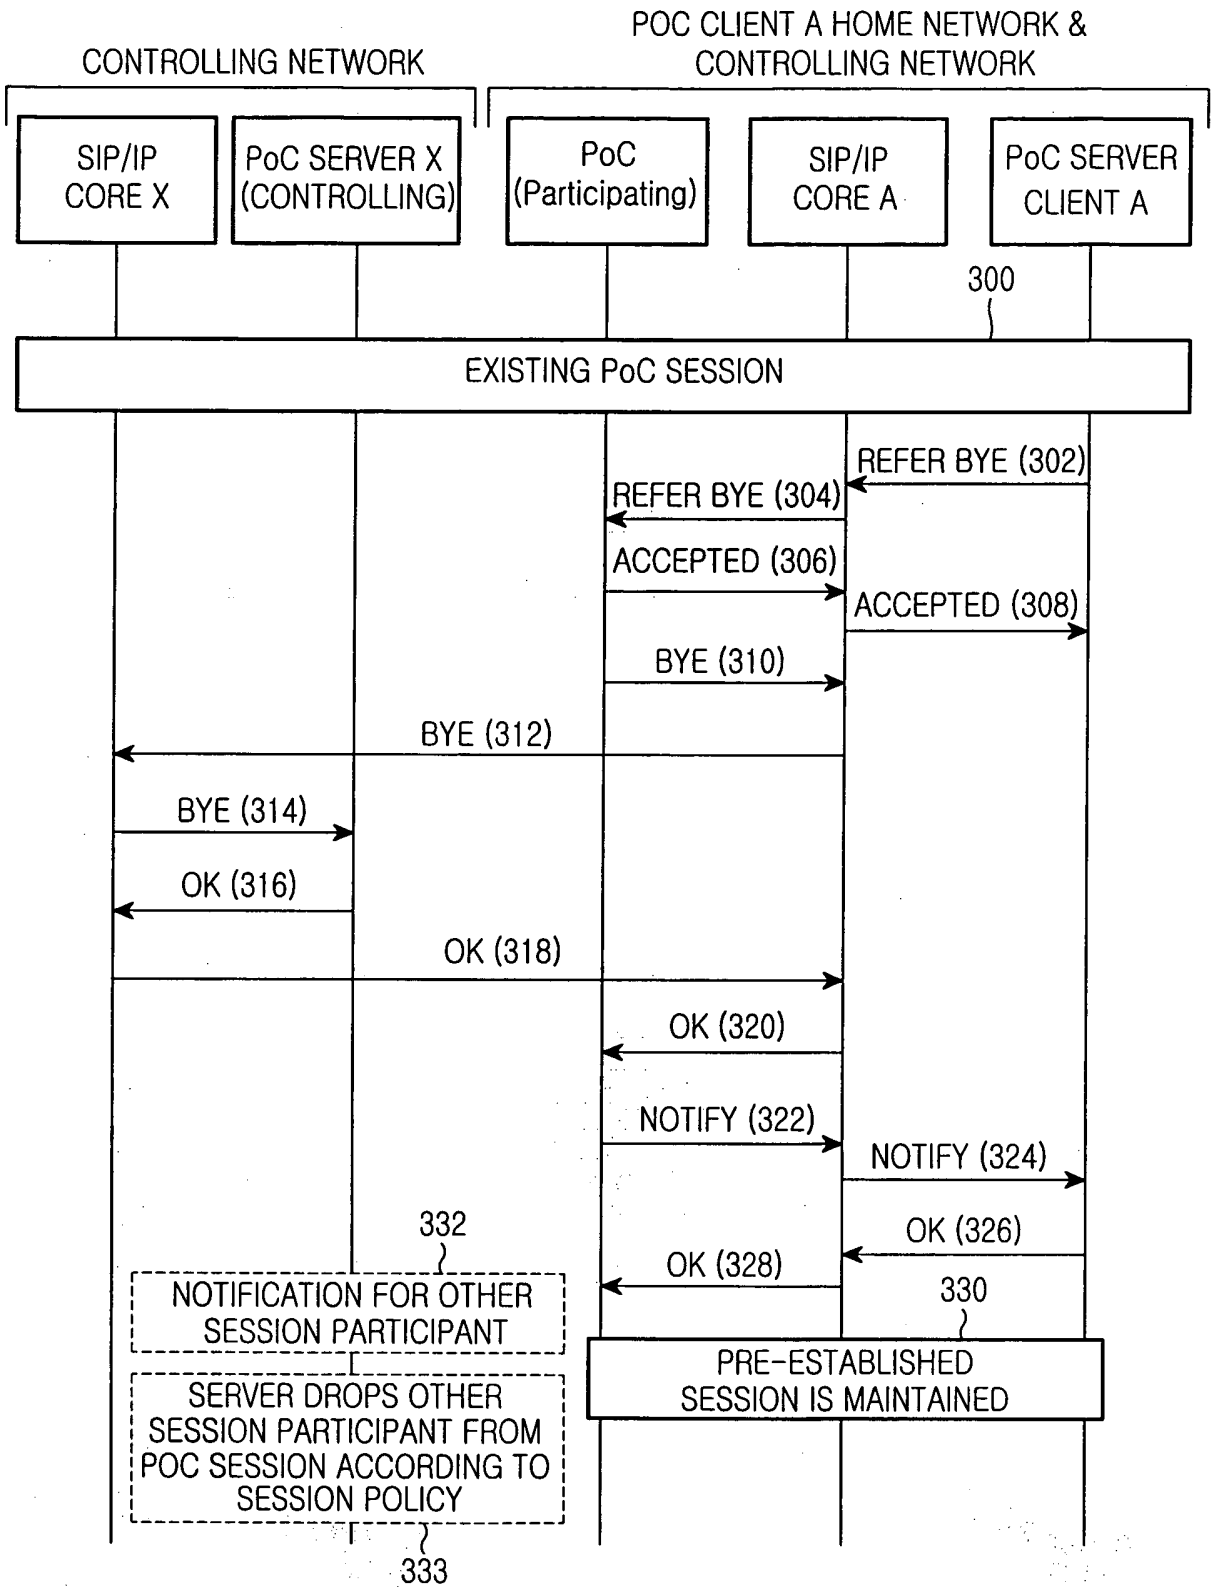 POC CLIENT A HOME NETWORK &
CONTROLLING NETWORK
CONTROLLING NETWORK
SIP/IP
CORE X
PoC SERVER X
(CONTROLLING)
PoC
(Participating)
SIP/IP
CORE A
PoC SERVER
CLIENT A
300
EXISTING PoC SESSION
REFER BYE (302)
REFER BYE (304)
ACCEPTED (306)
ACCEPTED (308)
BYE (310)
BYE (312)
BYE (314)
OK (316)
OK (318)
OK (320)
NOTIFY (322)
NOTIFY (324)
332
OK (326)
OK (328)
330
NOTIFICATION FOR OTHER
SESSION PARTICIPANT
PRE-ESTABLISHED
SESSION IS MAINTAINED
SERVER DROPS OTHER
SESSION PARTICIPANT FROM
POC SESSION ACCORDING TO
SESSION POLICY
333